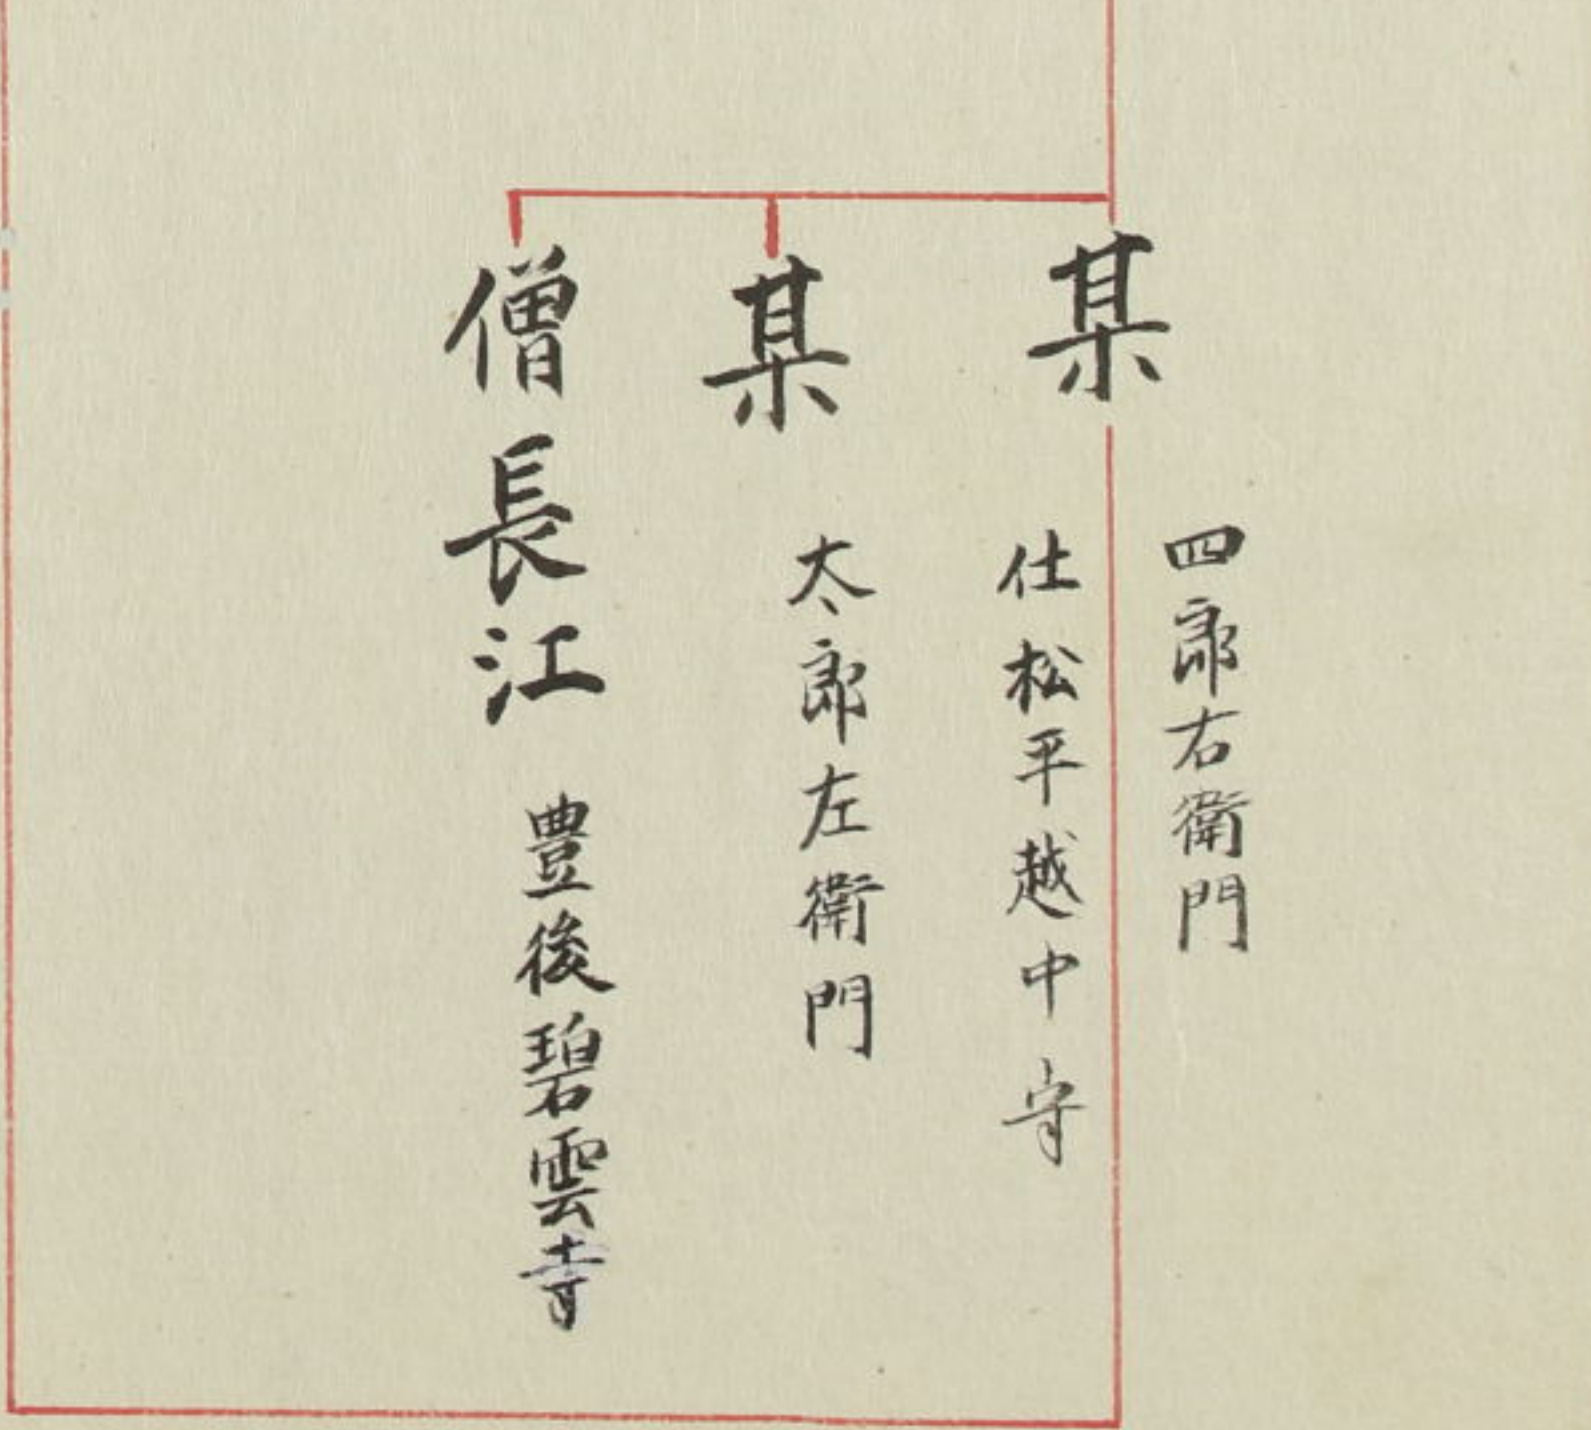 某
四郎右衛門
仕松平越中守
某
太郎左衛門
僧長江
豊後碧雲寺